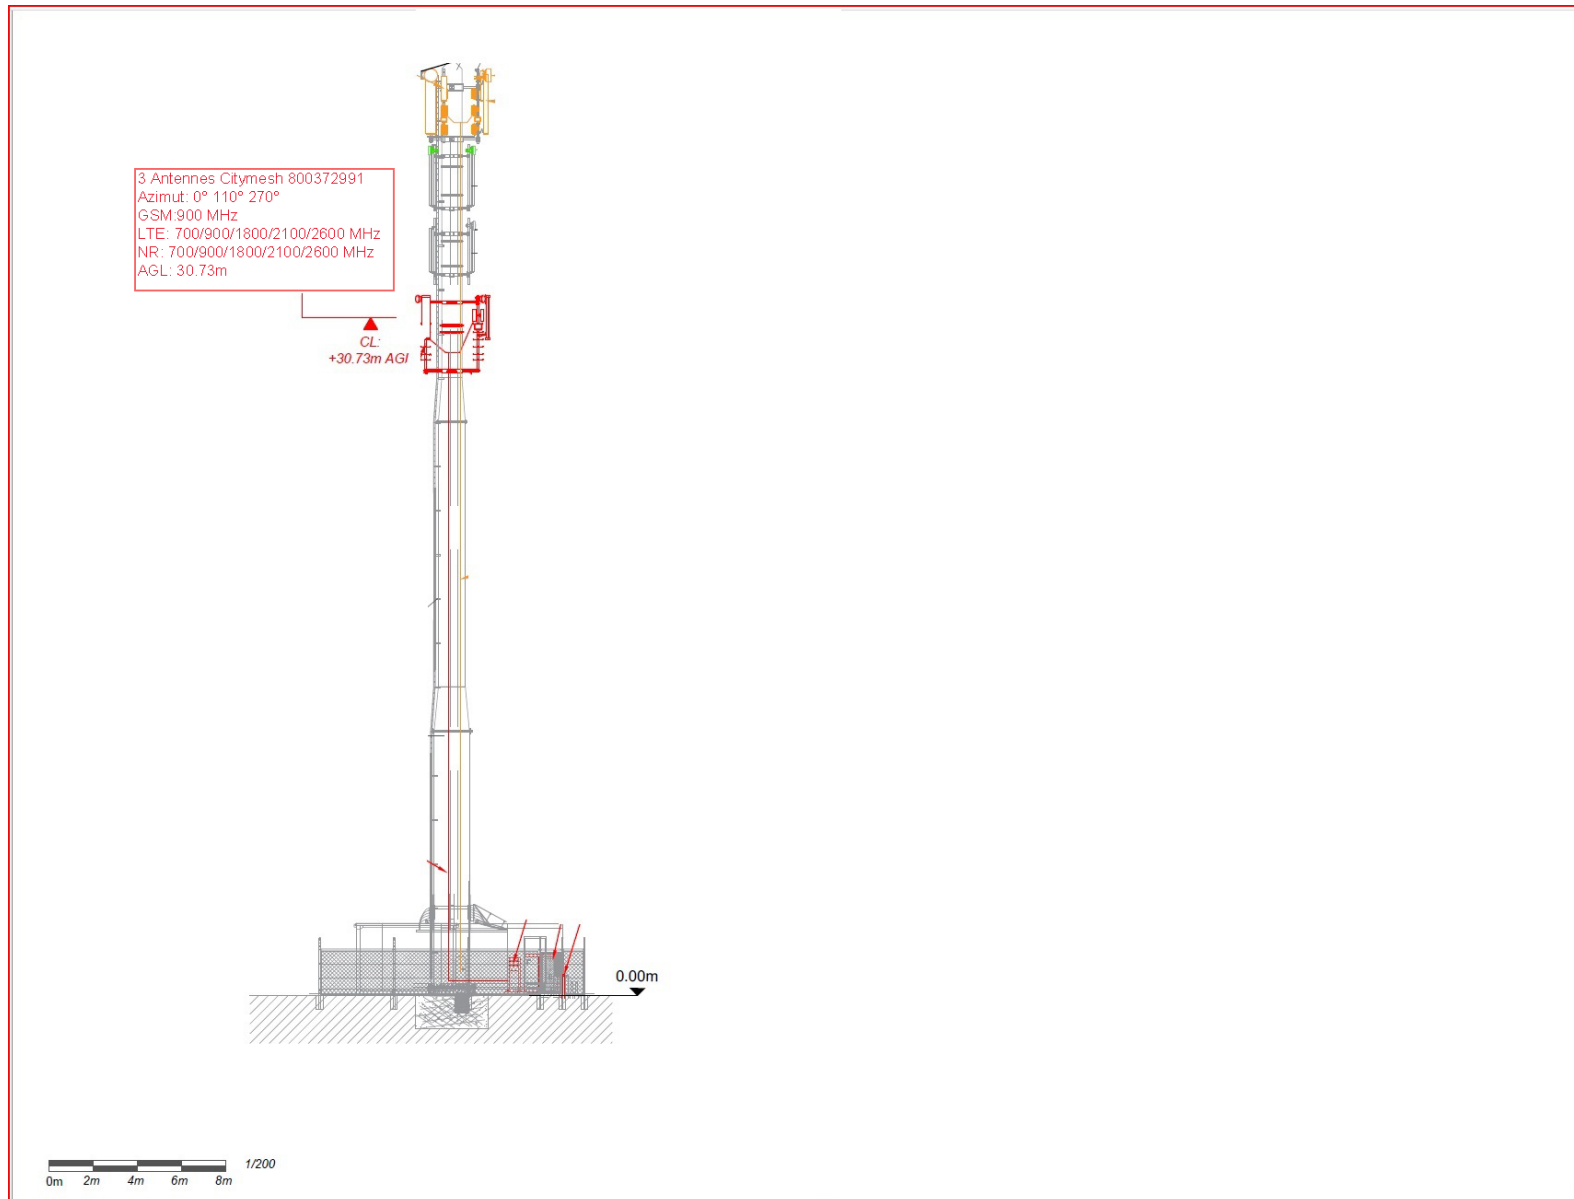 3 Antennes Citymesh 800372991
Azimut: 0° 110° 270°
GSM:900 MHz
LTE: 700/900/1800/2100/2600 MHz
NR: 700/900/1800/2100/2600 MHz
AGL: 30.73m
CL:
+30.73m AGl
0.00m
1/200
0m 2m 4m 6m 8m